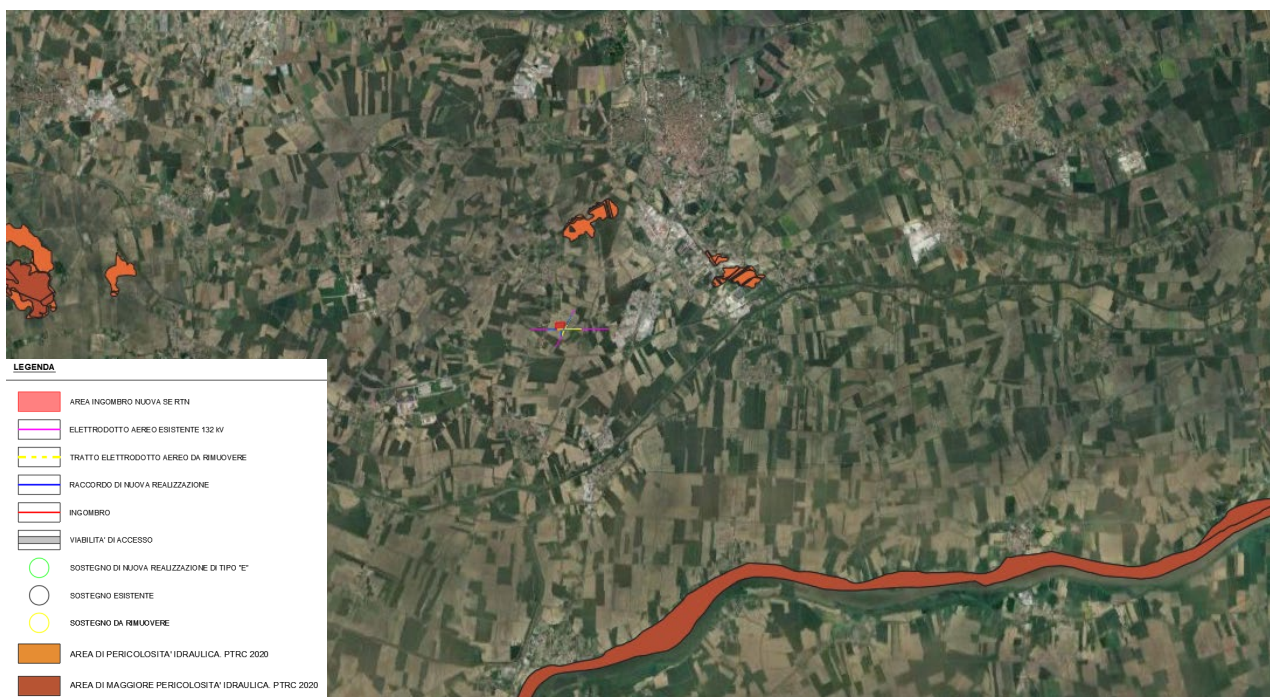 LEGENDA
AREA INGOMBRO NUOVA SE RTN
ELETTRODOTTO AEREO ESISTENTE 132 kV
TRATTO ELETTRODOTTO AEREO DA RIMUOVERE
RACCORDO DI NUOVA REALIZZAZIONE
INGOMBRO
VIABILITA' DI ACCESSO
SOSTEGNO DI NUOVA REALIZZAZIONE DI TIPO "E"
SOSTEGNO ESISTENTE
SOSTEGNO DA RIMUOVERE
AREA DI PERICOLOSITA' IDRAULICA. PTRC 2020
AREA DI MAGGIORE PERICOLOSITA' IDRAULICA. PTRC 2020